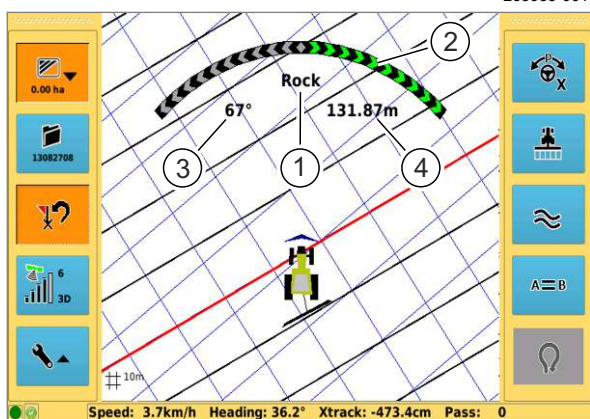 2
Rock
0.00 ha
67°
131.87m
13082708
3
1
4
P
X
X
6
3D
A=B
10m
Speed: 3.7km/h Heading: 36.2° Xtrack: -473.4cm Pass: 0